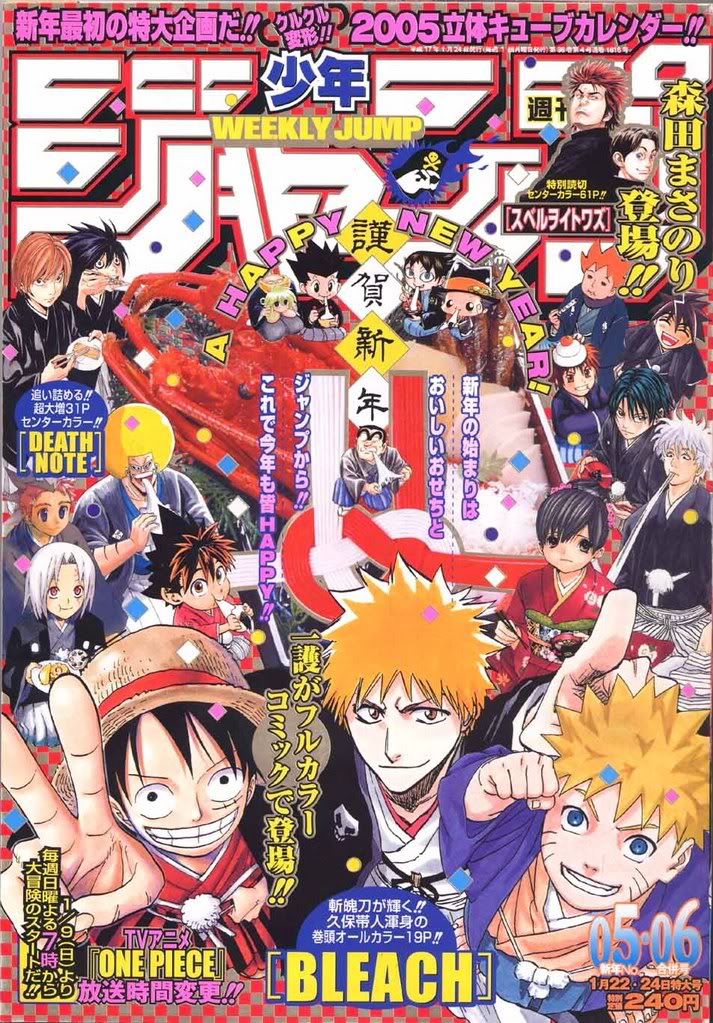 新年最初の特大企画だ!!
クルクル
変形!!
2005立体キューブカレンダー!!
少年
ジャンプ
週刊
WEEKLY JUMP
森田まさのり
登場!!
特別読切
センターカラー61P!!
[スペルヲイトワズ]
A HAPPY NEW YEAR!
謹賀新年
新年の始まりは
おいしいおせちと
ジャンプから!!
これで今年も皆HAPPY!!
追い詰める!!
超大増31P
センターカラー!!
[DEATH NOTE]
一護がフルカラー
コミックで登場!!
1/9(日)より
毎週日曜よる7時から
大冒険のスタートだ!!
TVアニメ
『ONE PIECE』
放送時間変更!!
斬魄刀が輝く!!
久保帯人渾身の
巻頭オールカラー19P!!
[BLEACH]
05・06
新年No. 合併号
1月22・24日特大号
特別
定価
240円